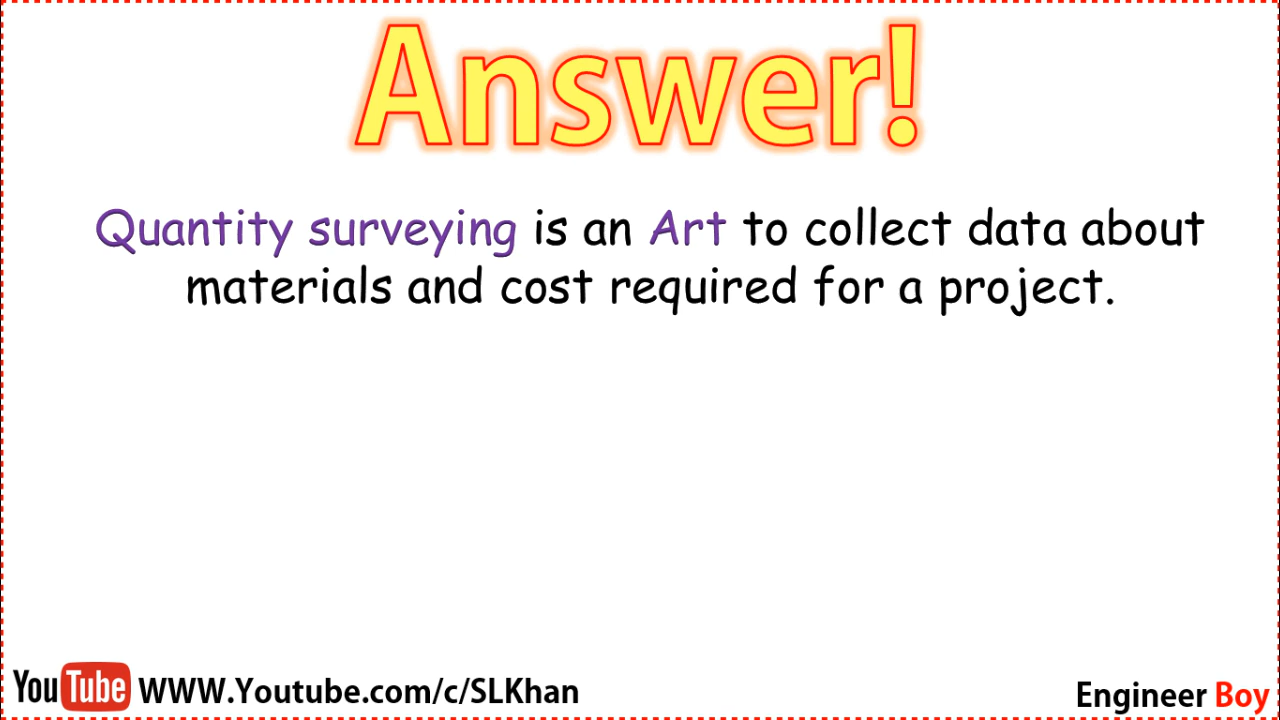 Answer!
Quantity surveying is an Art to collect data about
materials and cost required for a project.
YouTube WWW.Youtube.com/c/SLKhan
Engineer Boy